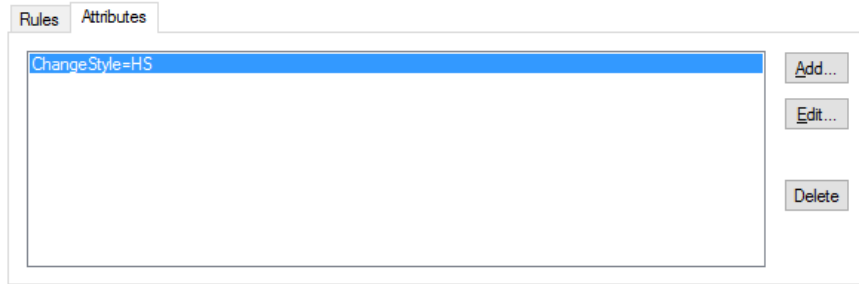 Rules Attributes
ChangeStyle=HS
Add...
Edit...
Delete